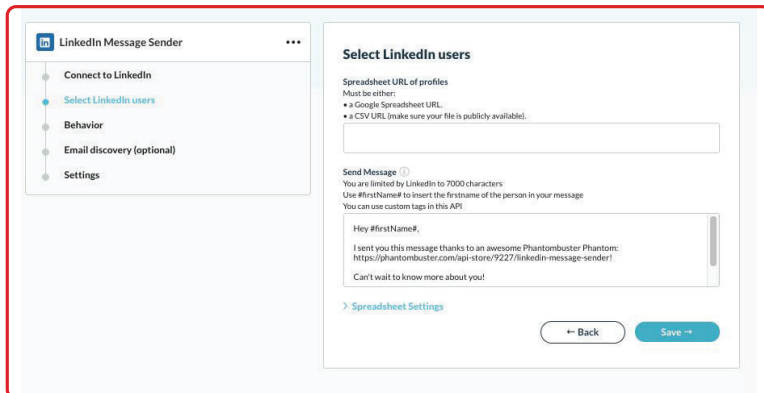 in LinkedIn Message Sender •••
Connect to LinkedIn
Select LinkedIn users
Behavior
Email discovery (optional)
Settings
Select LinkedIn users
Spreadsheet URL of profiles
Must be either:
• a Google Spreadsheet URL.
• a CSV URL (make sure your file is publicly available).
Send Message i
You are limited by LinkedIn to 7000 characters
Use #firstName# to insert the firstname of the person in your message
You can use custom tags in this API
Hey #firstName#,
I sent you this message thanks to an awesome Phantombuster Phantom:
https://phantombuster.com/api-store/9227/linkedin-message-sender!
Can't wait to know more about you!
> Spreadsheet Settings
← Back
Save →